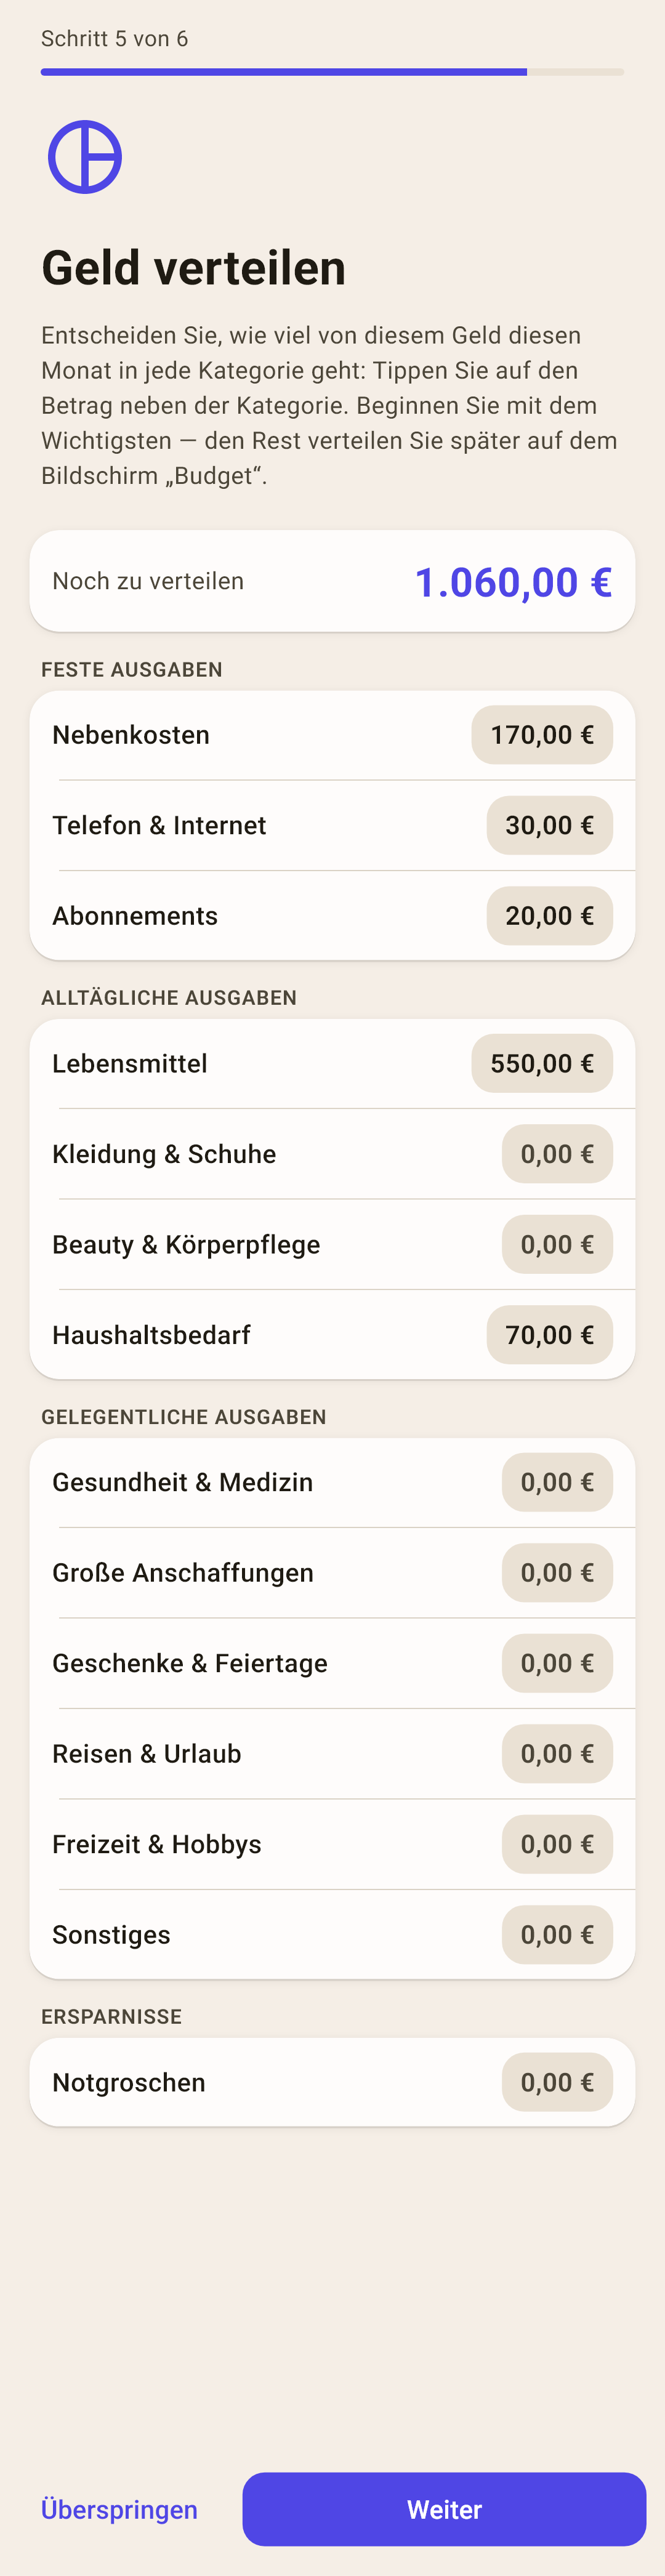 Schritt 5 von 6
Geld verteilen
Entscheiden Sie, wie viel von diesem Geld diesen
Monat in jede Kategorie geht: Tippen Sie auf den
Betrag neben der Kategorie. Beginnen Sie mit dem
Wichtigsten — den Rest verteilen Sie später auf dem
Bildschirm „Budget“.
Noch zu verteilen 1.060,00 €
FESTE AUSGABEN
Nebenkosten 170,00 €
Telefon & Internet 30,00 €
Abonnements 20,00 €
ALLTÄGLICHE AUSGABEN
Lebensmittel 550,00 €
Kleidung & Schuhe 0,00 €
Beauty & Körperpflege 0,00 €
Haushaltsbedarf 70,00 €
GELEGENTLICHE AUSGABEN
Gesundheit & Medizin 0,00 €
Große Anschaffungen 0,00 €
Geschenke & Feiertage 0,00 €
Reisen & Urlaub 0,00 €
Freizeit & Hobbys 0,00 €
Sonstiges 0,00 €
ERSPARNISSE
Notgroschen 0,00 €
Überspringen Weiter